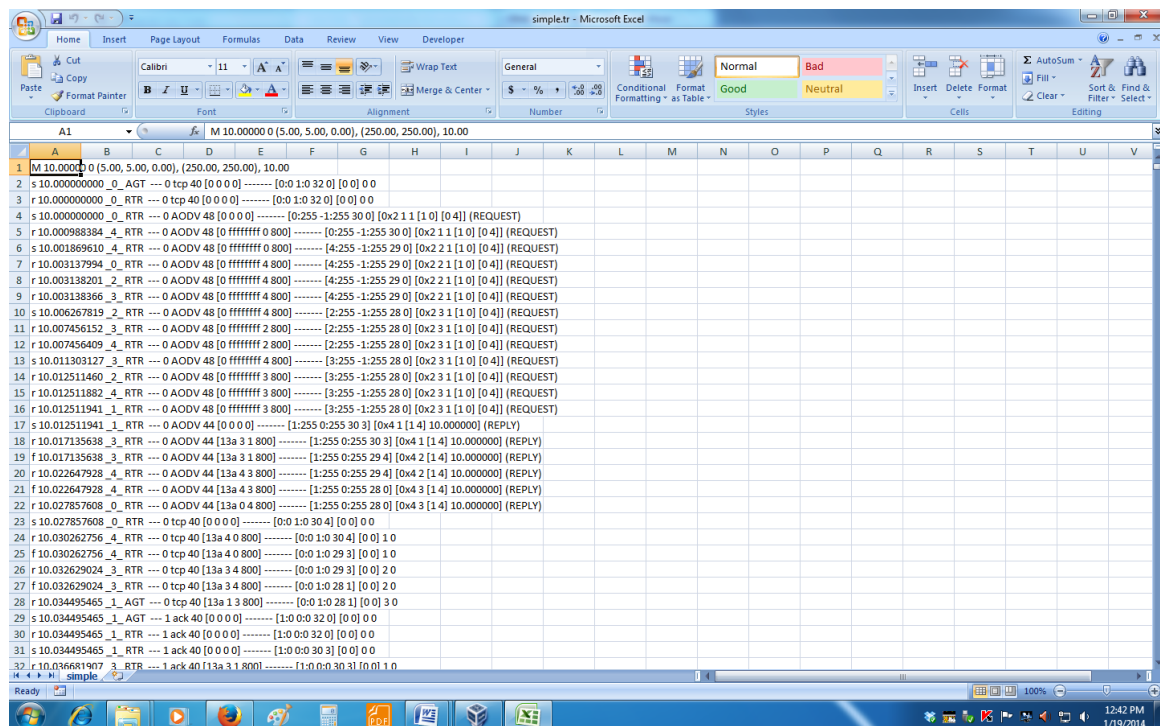 simple.tr - Microsoft Excel
Home Insert Page Layout Formulas Data Review View Developer
Cut
Copy
Format Painter
Paste
Clipboard
Calibri 11
B I U
Font
Wrap Text
Merge & Center
Alignment
General
$ % ,
Number
Conditional Formatting
Format as Table
Normal Bad
Good Neutral
Styles
Insert Delete Format
Cells
AutoSum
Fill
Clear
Sort & Filter
Find & Select
Editing
A1 fx M 10.00000 0 (5.00, 5.00, 0.00), (250.00, 250.00), 10.00
A B C D E F G H I J K L M N O P Q R S T U V
1 M 10.00000 0 (5.00, 5.00, 0.00), (250.00, 250.00), 10.00
2 s 10.000000000 _0_ AGT --- 0 tcp 40 [0 0 0 0] ------- [0:0 1:0 32 0] [0 0] 0 0
3 r 10.000000000 _0_ RTR --- 0 tcp 40 [0 0 0 0] ------- [0:0 1:0 32 0] [0 0] 0 0
4 s 10.000000000 _0_ RTR --- 0 AODV 48 [0 0 0 0] ------- [0:255 -1:255 30 0] [0x2 1 1 [1 0] [0 4]] (REQUEST)
5 r 10.000988384 _4_ RTR --- 0 AODV 48 [0 ffffffff 0 800] ------- [0:255 -1:255 30 0] [0x2 1 1 [1 0] [0 4]] (REQUEST)
6 s 10.001869610 _4_ RTR --- 0 AODV 48 [0 ffffffff 0 800] ------- [4:255 -1:255 29 0] [0x2 2 1 [1 0] [0 4]] (REQUEST)
7 r 10.003137994 _0_ RTR --- 0 AODV 48 [0 ffffffff 4 800] ------- [4:255 -1:255 29 0] [0x2 2 1 [1 0] [0 4]] (REQUEST)
8 r 10.003138201 _2_ RTR --- 0 AODV 48 [0 ffffffff 4 800] ------- [4:255 -1:255 29 0] [0x2 2 1 [1 0] [0 4]] (REQUEST)
9 r 10.003138366 _3_ RTR --- 0 AODV 48 [0 ffffffff 4 800] ------- [4:255 -1:255 29 0] [0x2 2 1 [1 0] [0 4]] (REQUEST)
10 s 10.006267819 _2_ RTR --- 0 AODV 48 [0 ffffffff 4 800] ------- [2:255 -1:255 28 0] [0x2 3 1 [1 0] [0 4]] (REQUEST)
11 r 10.007456152 _3_ RTR --- 0 AODV 48 [0 ffffffff 2 800] ------- [2:255 -1:255 28 0] [0x2 3 1 [1 0] [0 4]] (REQUEST)
12 r 10.007456409 _4_ RTR --- 0 AODV 48 [0 ffffffff 2 800] ------- [2:255 -1:255 28 0] [0x2 3 1 [1 0] [0 4]] (REQUEST)
13 s 10.011303127 _3_ RTR --- 0 AODV 48 [0 ffffffff 4 800] ------- [3:255 -1:255 28 0] [0x2 3 1 [1 0] [0 4]] (REQUEST)
14 r 10.012511460 _2_ RTR --- 0 AODV 48 [0 ffffffff 3 800] ------- [3:255 -1:255 28 0] [0x2 3 1 [1 0] [0 4]] (REQUEST)
15 r 10.012511882 _4_ RTR --- 0 AODV 48 [0 ffffffff 3 800] ------- [3:255 -1:255 28 0] [0x2 3 1 [1 0] [0 4]] (REQUEST)
16 r 10.012511941 _1_ RTR --- 0 AODV 48 [0 ffffffff 3 800] ------- [3:255 -1:255 28 0] [0x2 3 1 [1 0] [0 4]] (REQUEST)
17 s 10.012511941 _1_ RTR --- 0 AODV 44 [0 0 0 0] ------- [1:255 0:255 30 3] [0x4 1 [1 4] 10.000000] (REPLY)
18 r 10.017135638 _3_ RTR --- 0 AODV 44 [13a 3 1 800] ------- [1:255 0:255 30 3] [0x4 1 [1 4] 10.000000] (REPLY)
19 f 10.017135638 _3_ RTR --- 0 AODV 44 [13a 3 1 800] ------- [1:255 0:255 29 4] [0x4 2 [1 4] 10.000000] (REPLY)
20 r 10.022647928 _4_ RTR --- 0 AODV 44 [13a 4 3 800] ------- [1:255 0:255 29 4] [0x4 2 [1 4] 10.000000] (REPLY)
21 f 10.022647928 _4_ RTR --- 0 AODV 44 [13a 4 3 800] ------- [1:255 0:255 28 0] [0x4 3 [1 4] 10.000000] (REPLY)
22 r 10.027857608 _0_ RTR --- 0 AODV 44 [13a 0 4 800] ------- [1:255 0:255 28 0] [0x4 3 [1 4] 10.000000] (REPLY)
23 s 10.027857608 _0_ RTR --- 0 tcp 40 [0 0 0 0] ------- [0:0 1:0 30 4] [0 0] 0 0
24 r 10.030262756 _4_ RTR --- 0 tcp 40 [13a 4 0 800] ------- [0:0 1:0 30 4] [0 0] 1 0
25 f 10.030262756 _4_ RTR --- 0 tcp 40 [13a 4 0 800] ------- [0:0 1:0 29 3] [0 0] 1 0
26 r 10.032629024 _3_ RTR --- 0 tcp 40 [13a 3 4 800] ------- [0:0 1:0 29 3] [0 0] 2 0
27 f 10.032629024 _3_ RTR --- 0 tcp 40 [13a 3 4 800] ------- [0:0 1:0 28 1] [0 0] 2 0
28 r 10.034495465 _1_ AGT --- 0 tcp 40 [13a 1 3 800] ------- [0:0 1:0 28 1] [0 0] 3 0
29 s 10.034495465 _1_ AGT --- 1 ack 40 [0 0 0 0] ------- [1:0 0:0 32 0] [0 0] 0 0
30 r 10.034495465 _1_ RTR --- 1 ack 40 [0 0 0 0] ------- [1:0 0:0 32 0] [0 0] 0 0
31 s 10.034495465 _1_ RTR --- 1 ack 40 [0 0 0 0] ------- [1:0 0:0 30 3] [0 0] 0 0
32 r 10.036681907 _3_ RTR --- 1 ack 40 [13a 3 1 800] ------- [1:0 0:0 30 3] [0 0] 1 0
simple
Ready 100%
12:42 PM
1/19/2014